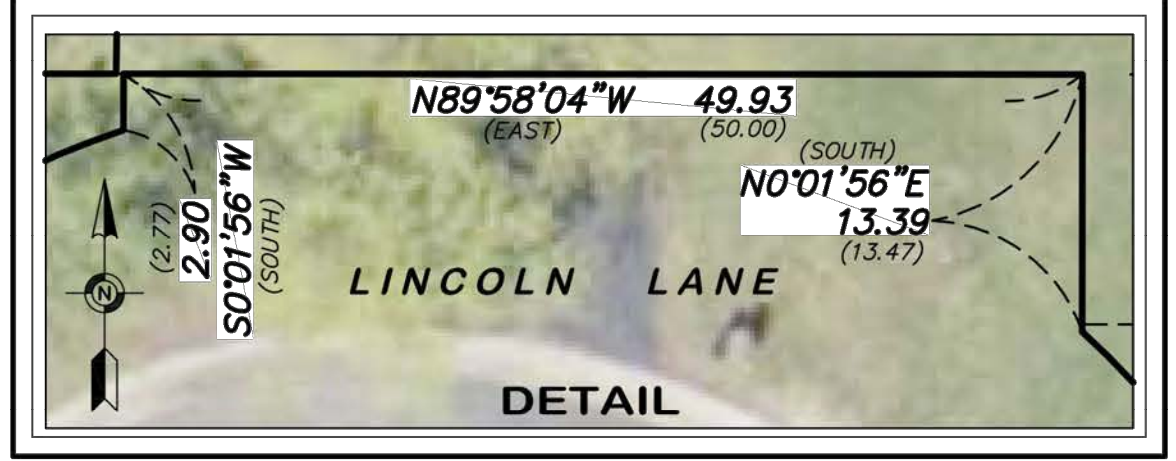 N89°58'04"W 49.93
(EAST) (50.00)
(SOUTH)
N0°01'56"E
13.39
(13.47)
(2.77)
2.90
S0°01'56"W
(SOUTH)
N
LINCOLN LANE
DETAIL